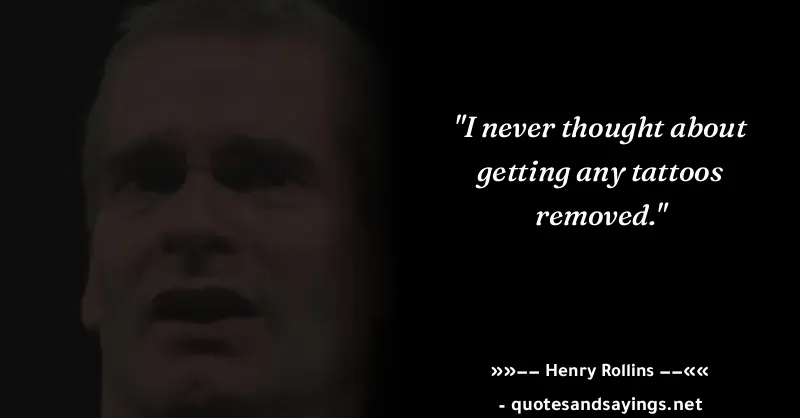 "I never thought about
getting any tattoos
removed."
»»―― Henry Rollins ――««
- quotesandsayings.net